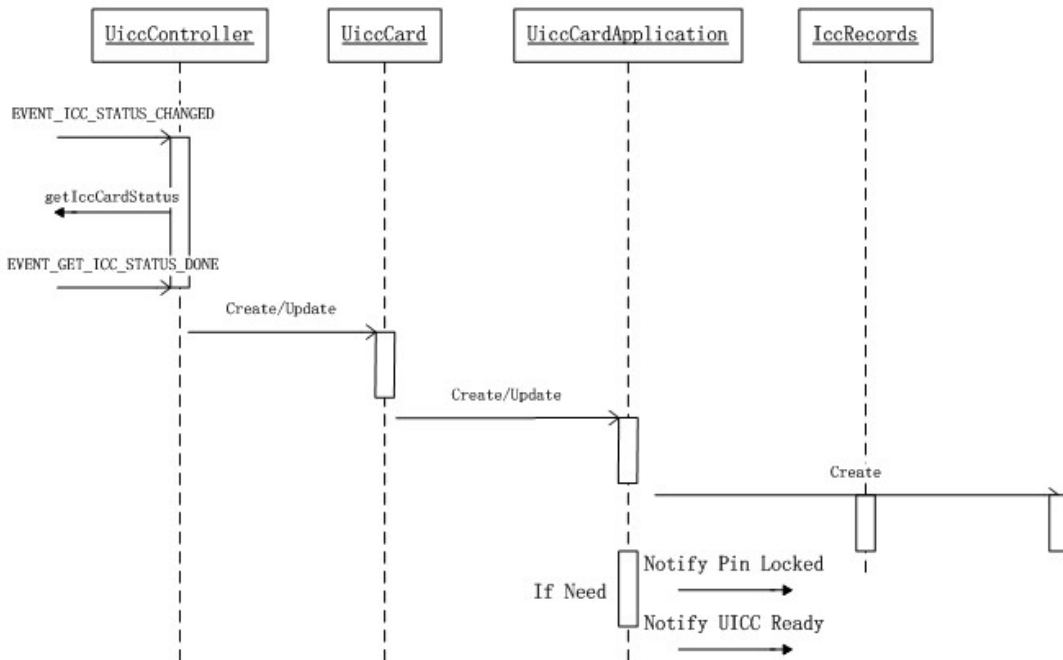 UiccController
UiccCard
UiccCardApplication
IccRecords
EVENT_ICC_STATUS_CHANGED
getIccCardStatus
EVENT_GET_ICC_STATUS_DONE
Create/Update
Create/Update
Create
Notify Pin Locked
If Need
Notify UICC Ready